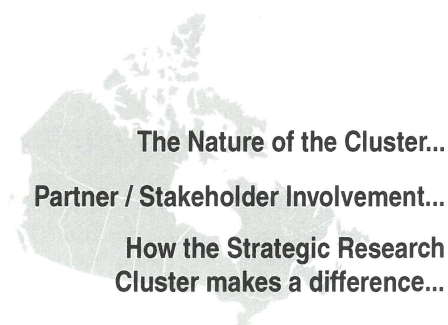 The Nature of the Cluster...
Partner / Stakeholder Involvement...
How the Strategic Research
Cluster makes a difference...